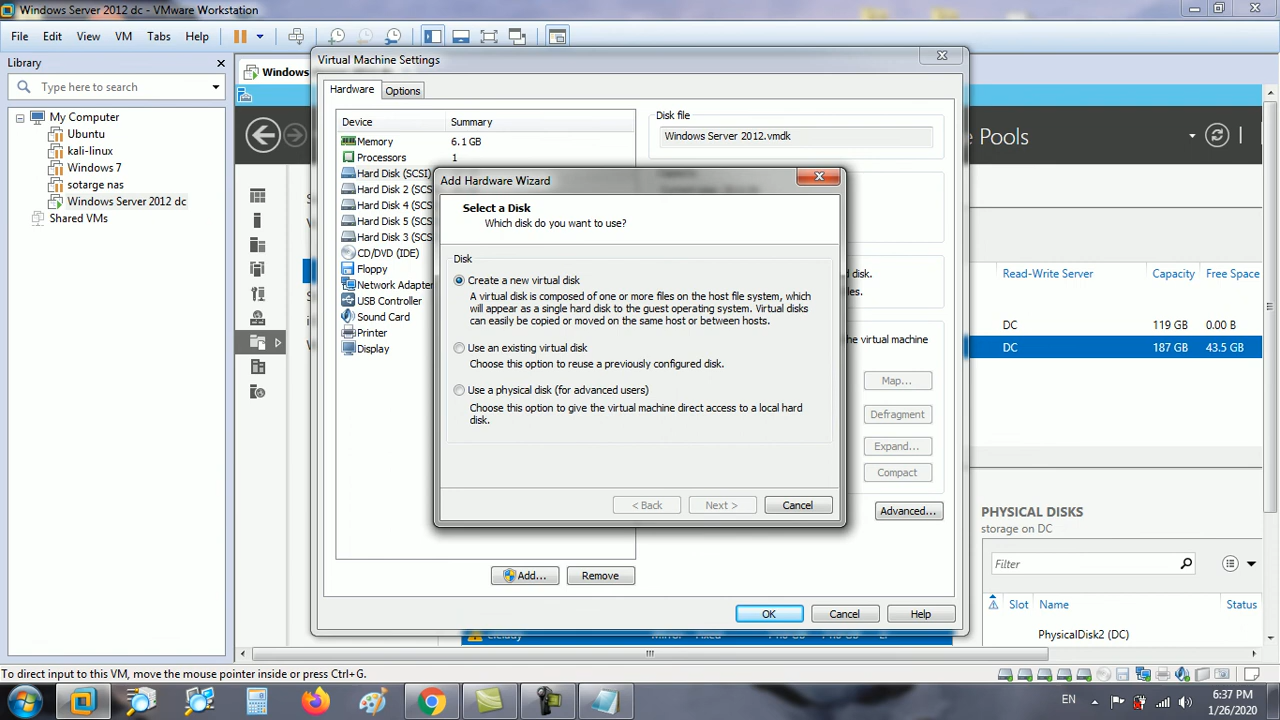 Windows Server 2012 dc - VMware Workstation
File Edit View VM Tabs Help
Library
Type here to search
My Computer
Ubuntu
kali-linux
Windows 7
sotarge nas
Windows Server 2012 dc
Shared VMs
Windows
Virtual Machine Settings
Hardware Options
Device Summary
Memory 6.1 GB
Processors 1
Hard Disk (SCSI)
Hard Disk 2 (SCS
Hard Disk 4 (SCS
Hard Disk 5 (SCS
Hard Disk 3 (SCS
CD/DVD (IDE)
Floppy
Network Adapter
USB Controller
Sound Card
Printer
Display
Disk file
Windows Server 2012.vmdk
disk.
les.
he virtual machine
Map...
Defragment
Expand...
Compact
Advanced...
Add... Remove
OK Cancel Help
Add Hardware Wizard
Select a Disk
Which disk do you want to use?
Disk
Create a new virtual disk
A virtual disk is composed of one or more files on the host file system, which
will appear as a single hard disk to the guest operating system. Virtual disks
can easily be copied or moved on the same host or between hosts.
Use an existing virtual disk
Choose this option to reuse a previously configured disk.
Use a physical disk (for advanced users)
Choose this option to give the virtual machine direct access to a local hard
disk.
< Back Next > Cancel
e Pools
Read-Write Server Capacity Free Space
DC 119 GB 0.00 B
DC 187 GB 43.5 GB
PHYSICAL DISKS
storage on DC
Filter
Slot Name Status
PhysicalDisk2 (DC)
To direct input to this VM, move the mouse pointer inside or press Ctrl+G.
EN
6:37 PM
1/26/2020